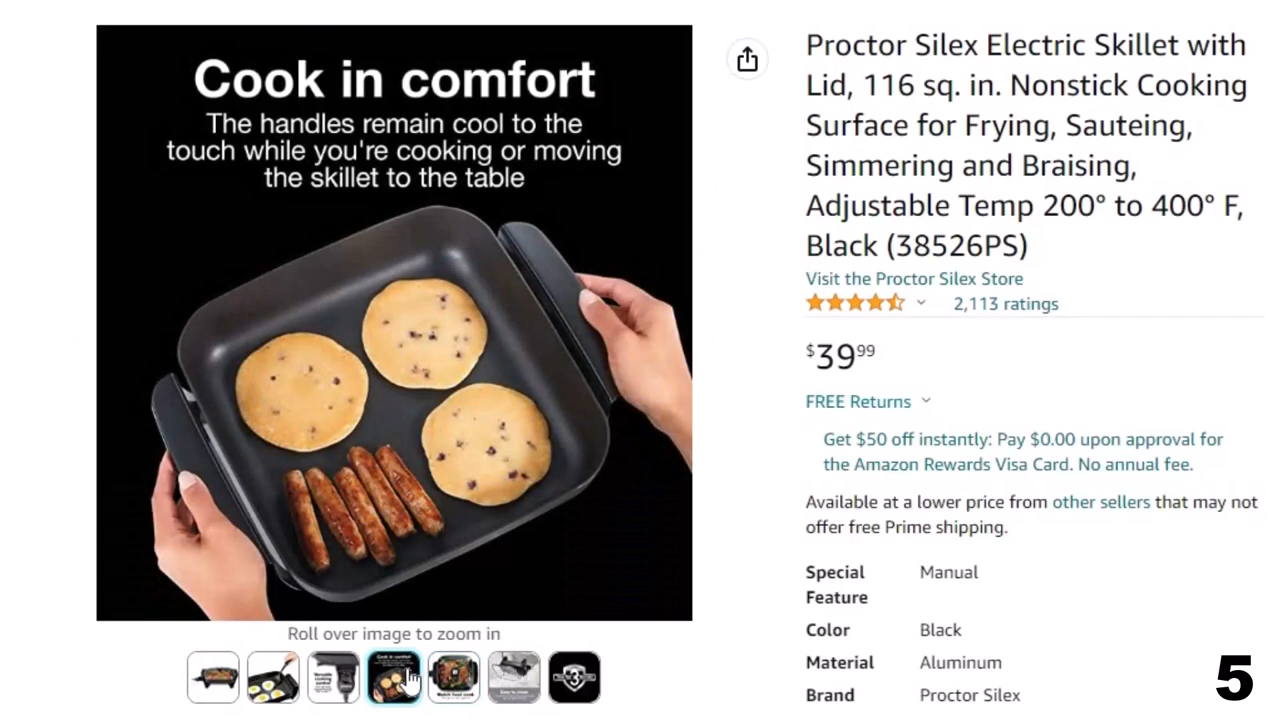 Cook in comfort
The handles remain cool to the
touch while you're cooking or moving
the skillet to the table
Roll over image to zoom in
Proctor Silex Electric Skillet with
Lid, 116 sq. in. Nonstick Cooking
Surface for Frying, Sauteing,
Simmering and Braising,
Adjustable Temp 200° to 400° F,
Black (38526PS)
Visit the Proctor Silex Store
2,113 ratings
$39 99
FREE Returns
Get $50 off instantly: Pay $0.00 upon approval for
the Amazon Rewards Visa Card. No annual fee.
Available at a lower price from other sellers that may not
offer free Prime shipping.
Special Feature Manual
Color Black
Material Aluminum
Brand Proctor Silex
5